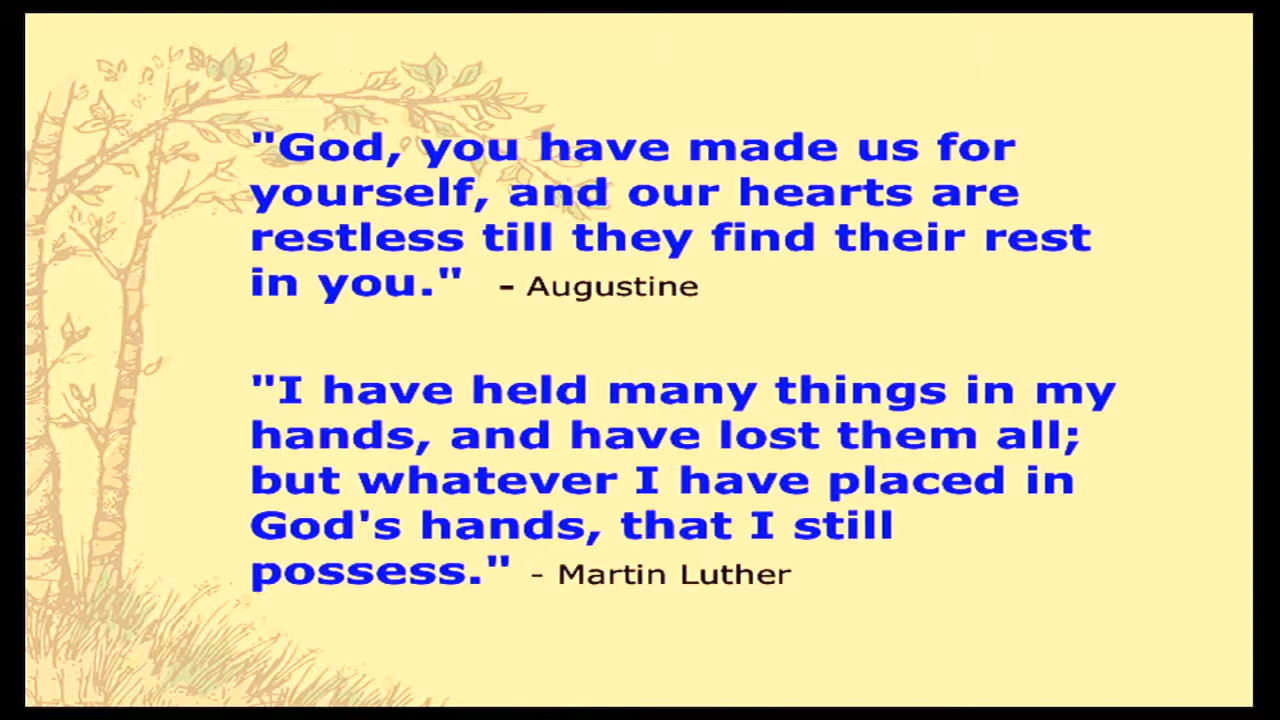 "God, you have made us for
yourself, and our hearts are
restless till they find their rest
in you." - Augustine
"I have held many things in my
hands, and have lost them all;
but whatever I have placed in
God's hands, that I still
possess." - Martin Luther